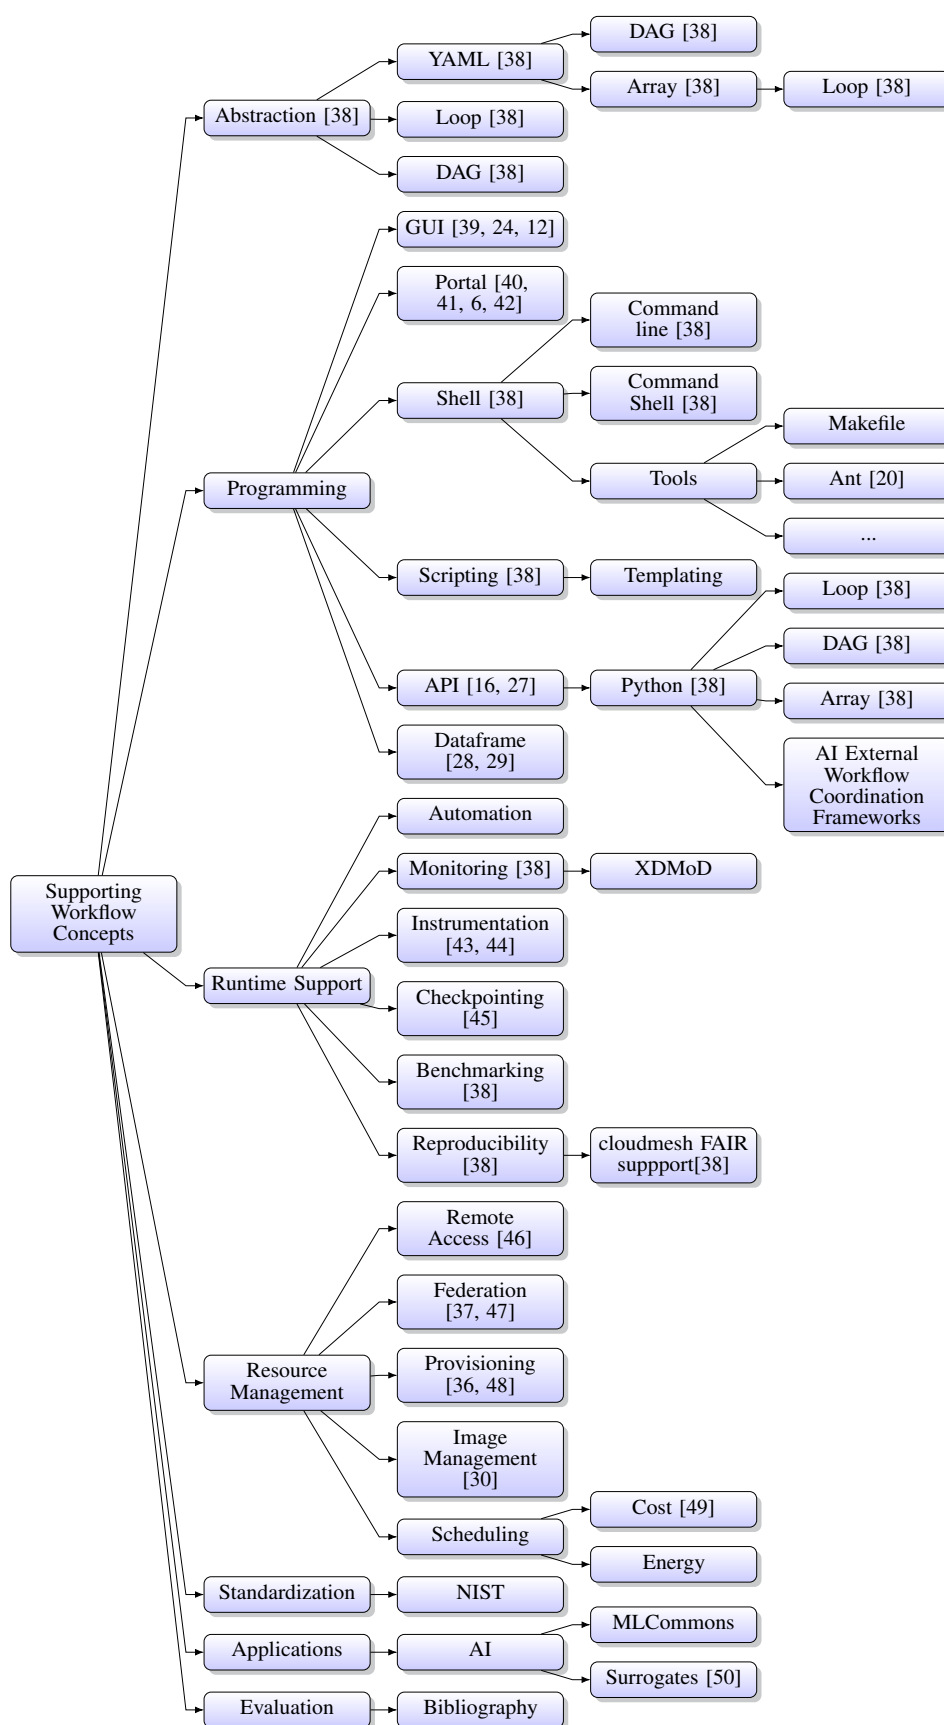 Supporting
Workflow
Concepts
Abstraction [38]
YAML [38]
DAG [38]
Array [38]
Loop [38]
Loop [38]
DAG [38]
Programming
GUI [39, 24, 12]
Portal [40,
41, 6, 42]
Shell [38]
Command
line [38]
Command
Shell [38]
Tools
Makefile
Ant [20]
...
Scripting [38]
Templating
API [16, 27]
Python [38]
Loop [38]
DAG [38]
Array [38]
AI External
Workflow
Coordination
Frameworks
Dataframe
[28, 29]
Runtime Support
Automation
Monitoring [38]
XDMoD
Instrumentation
[43, 44]
Checkpointing
[45]
Benchmarking
[38]
Reproducibility
[38]
cloudmesh FAIR
suppport[38]
Resource
Management
Remote
Access [46]
Federation
[37, 47]
Provisioning
[36, 48]
Image
Management
[30]
Scheduling
Cost [49]
Energy
Standardization
NIST
Applications
AI
MLCommons
Surrogates [50]
Evaluation
Bibliography